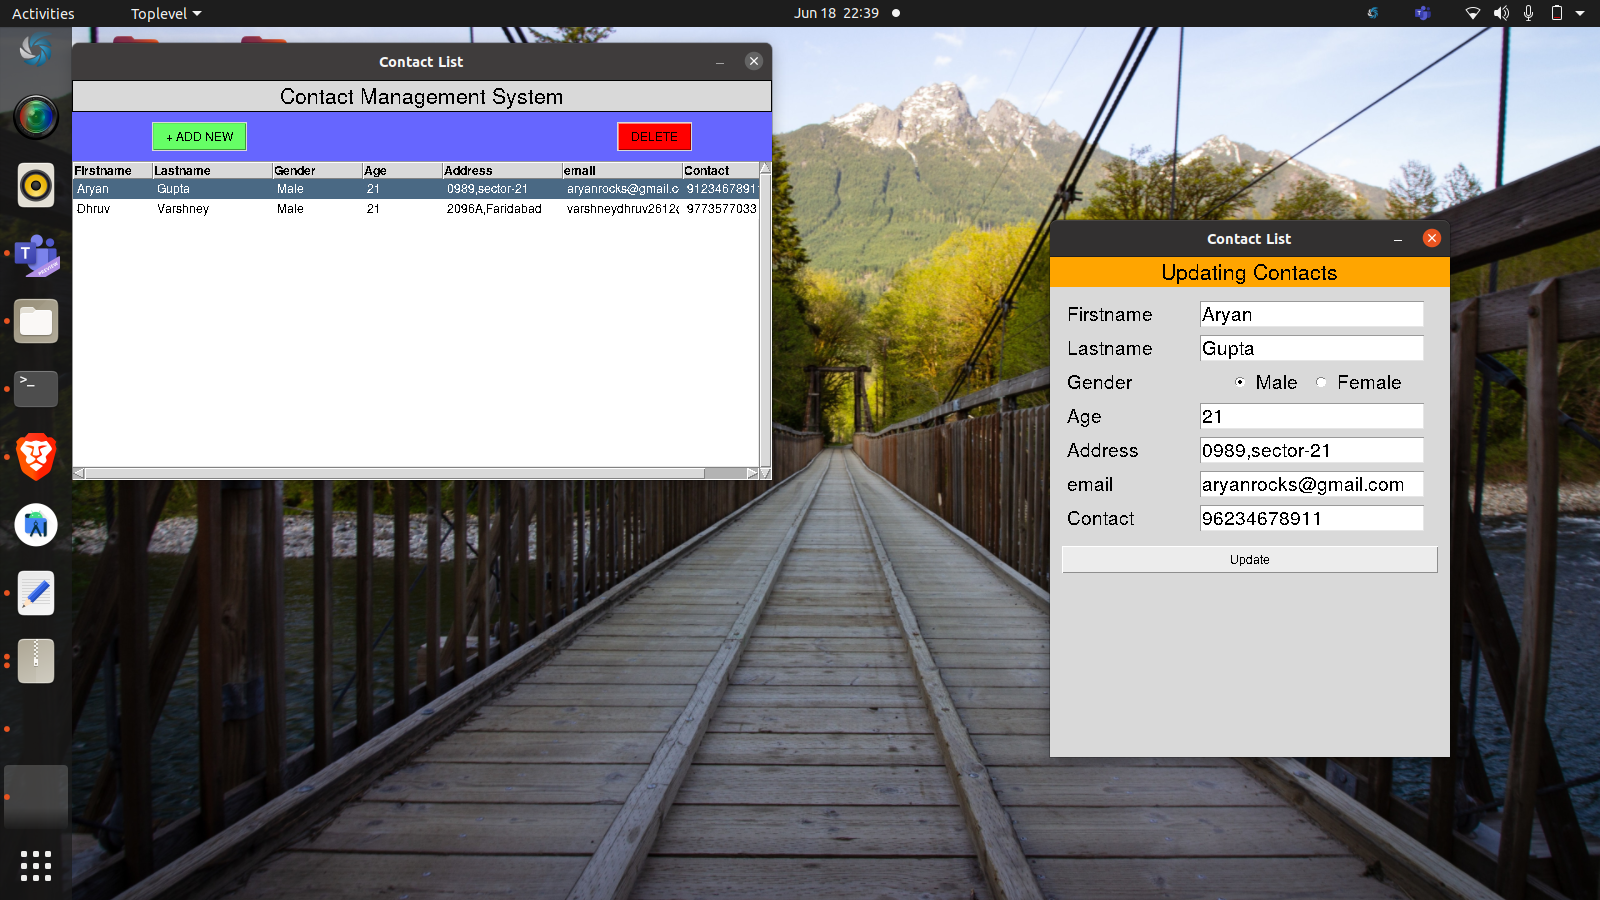 Activities Toplevel Jun 18 22:39
Contact List
Contact Management System
+ ADD NEW DELETE
Firstname Lastname Gender Age Address email Contact
Aryan Gupta Male 21 0989,sector-21 aryanrocks@gmail.c 91234678911
Dhruv Varshney Male 21 2096A,Faridabad varshneydhruv2612 9773577033
Contact List
Updating Contacts
Firstname Aryan
Lastname Gupta
Gender Male Female
Age 21
Address 0989,sector-21
email aryanrocks@gmail.com
Contact 96234678911
Update
T
PREVIEW
>_